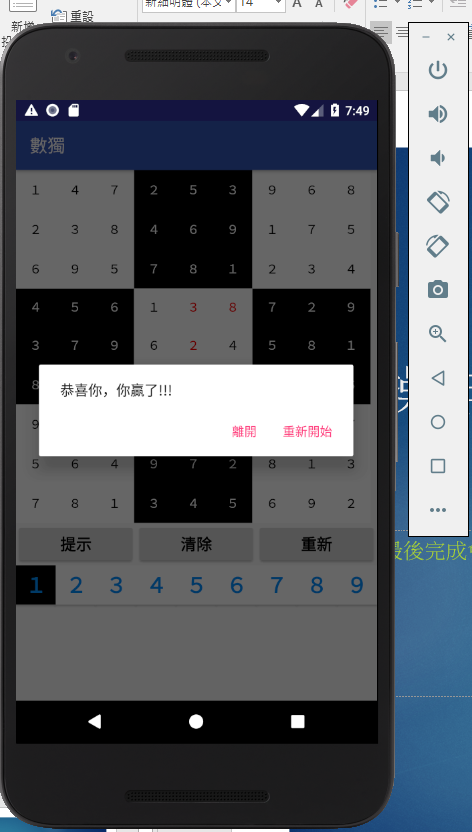 新細明體 (本文 14 A A
新增 重設
7:49
數獨
1 4 7 2 5 3 9 6 8
2 3 8 4 6 9 1 7 5
6 9 5 7 8 1 2 3 4
4 5 6 1 3 8 7 2 9
3 7 9 6 2 4 5 8 1
8
恭喜你，你贏了!!!
9
離開 重新開始
5 6 4 9 7 2 8 1 3
7 8 1 3 4 5 6 9 2
提示 清除 重新
最後完成
1 2 3 4 5 6 7 8 9